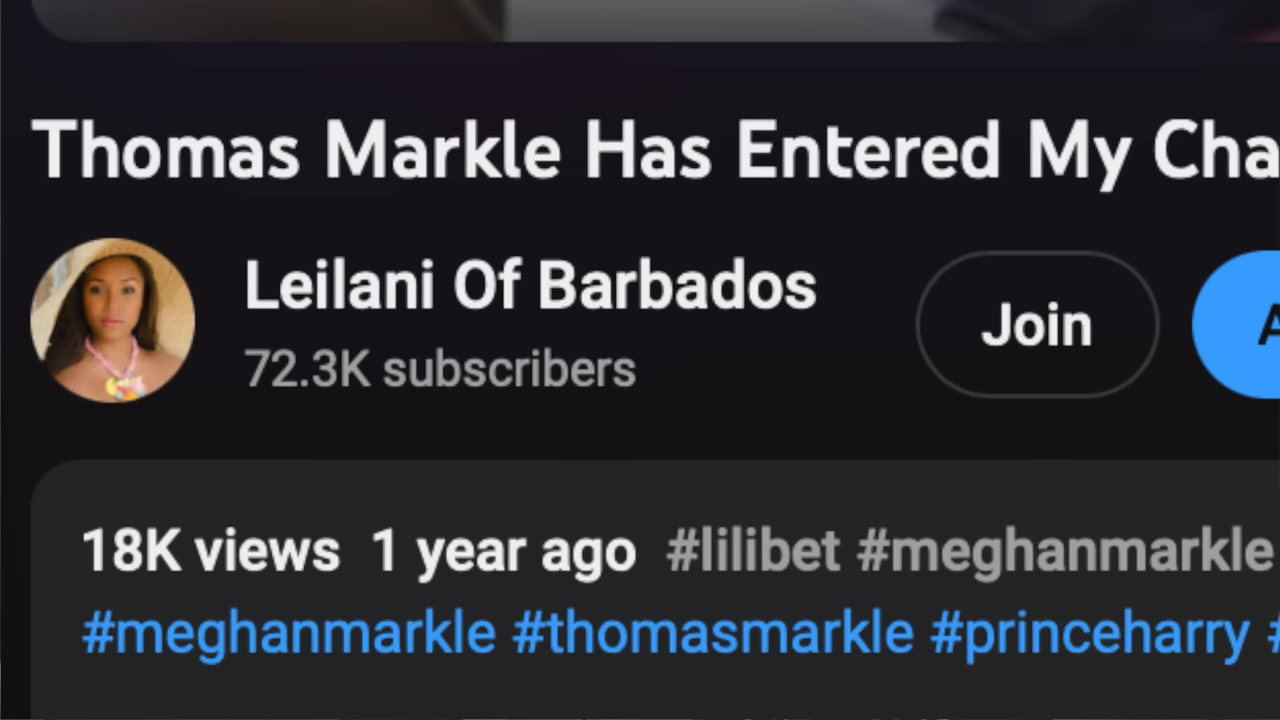 Thomas Markle Has Entered My Cha
Leilani Of Barbados
Join
72.3K subscribers
18K views 1 year ago #lilibet #meghanmarkle
#meghanmarkle #thomasmarkle #princeharry #